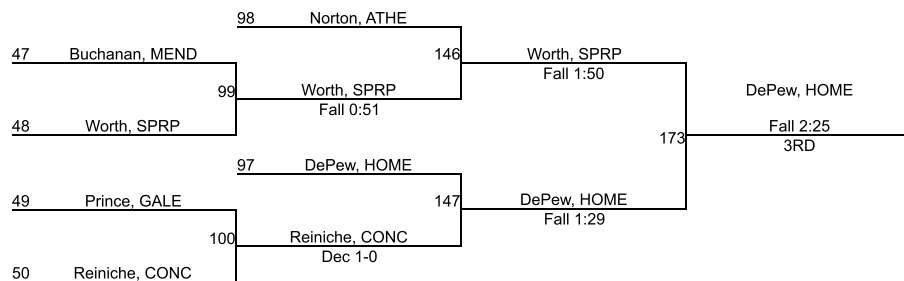 98 Norton, ATHE
47 Buchanan, MEND
146 Worth, SPRP
Fall 1:50
99 Worth, SPRP
Fall 0:51
DePew, HOME
48 Worth, SPRP
173 Fall 2:25
3RD
97 DePew, HOME
49 Prince, GALE
147 DePew, HOME
Fall 1:29
100 Reiniche, CONC
Dec 1-0
50 Reiniche, CONC